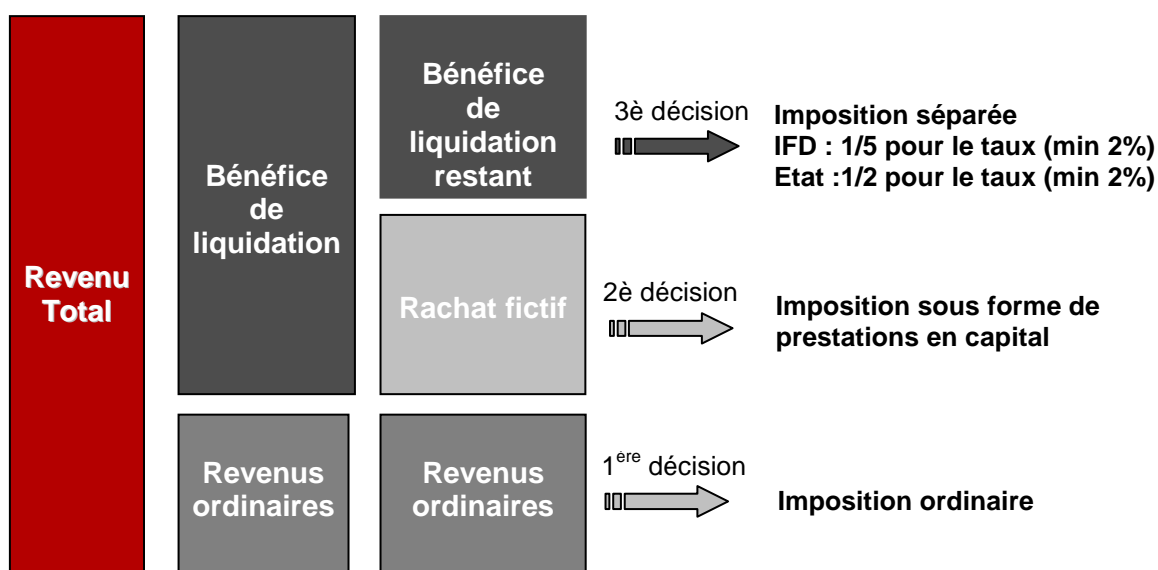 Revenu
Total
Bénéfice
de
liquidation
Revenus
ordinaires
Bénéfice
de
liquidation
restant
Rachat fictif
Revenus
ordinaires
3è décision
Imposition séparée
IFD : 1/5 pour le taux (min 2%)
Etat :1/2 pour le taux (min 2%)
2è décision
Imposition sous forme de
prestations en capital
1ère décision
Imposition ordinaire